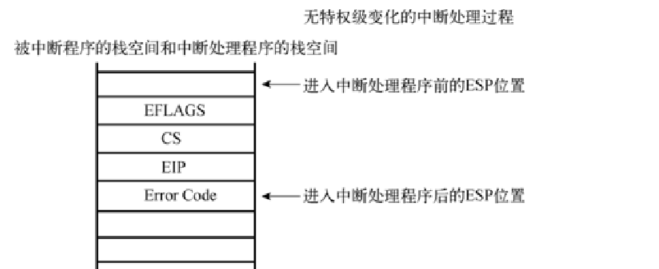 无特权级变化的中断处理过程
被中断程序的栈空间和中断处理程序的栈空间
进入中断处理程序前的ESP位置
EFLAGS
CS
EIP
Error Code
进入中断处理程序后的ESP位置